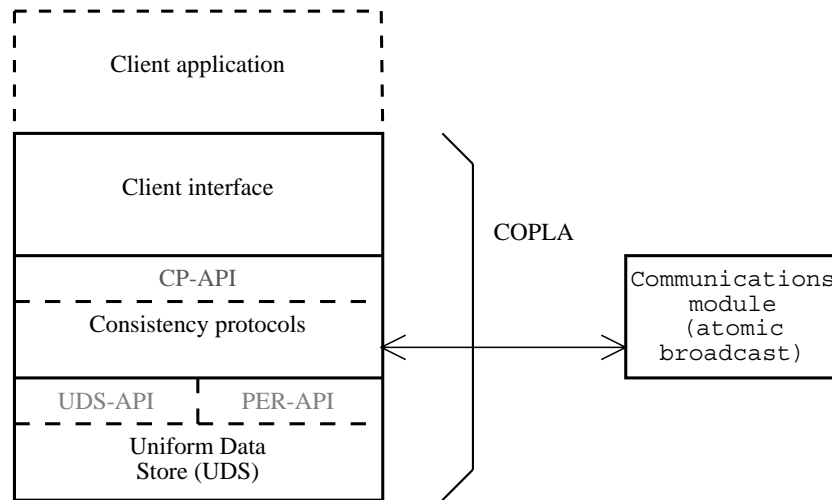 Client application
Client interface
CP-API
Consistency protocols
UDS-API
PER-API
Uniform Data
Store (UDS)
COPLA
Communications
module
(atomic
broadcast)